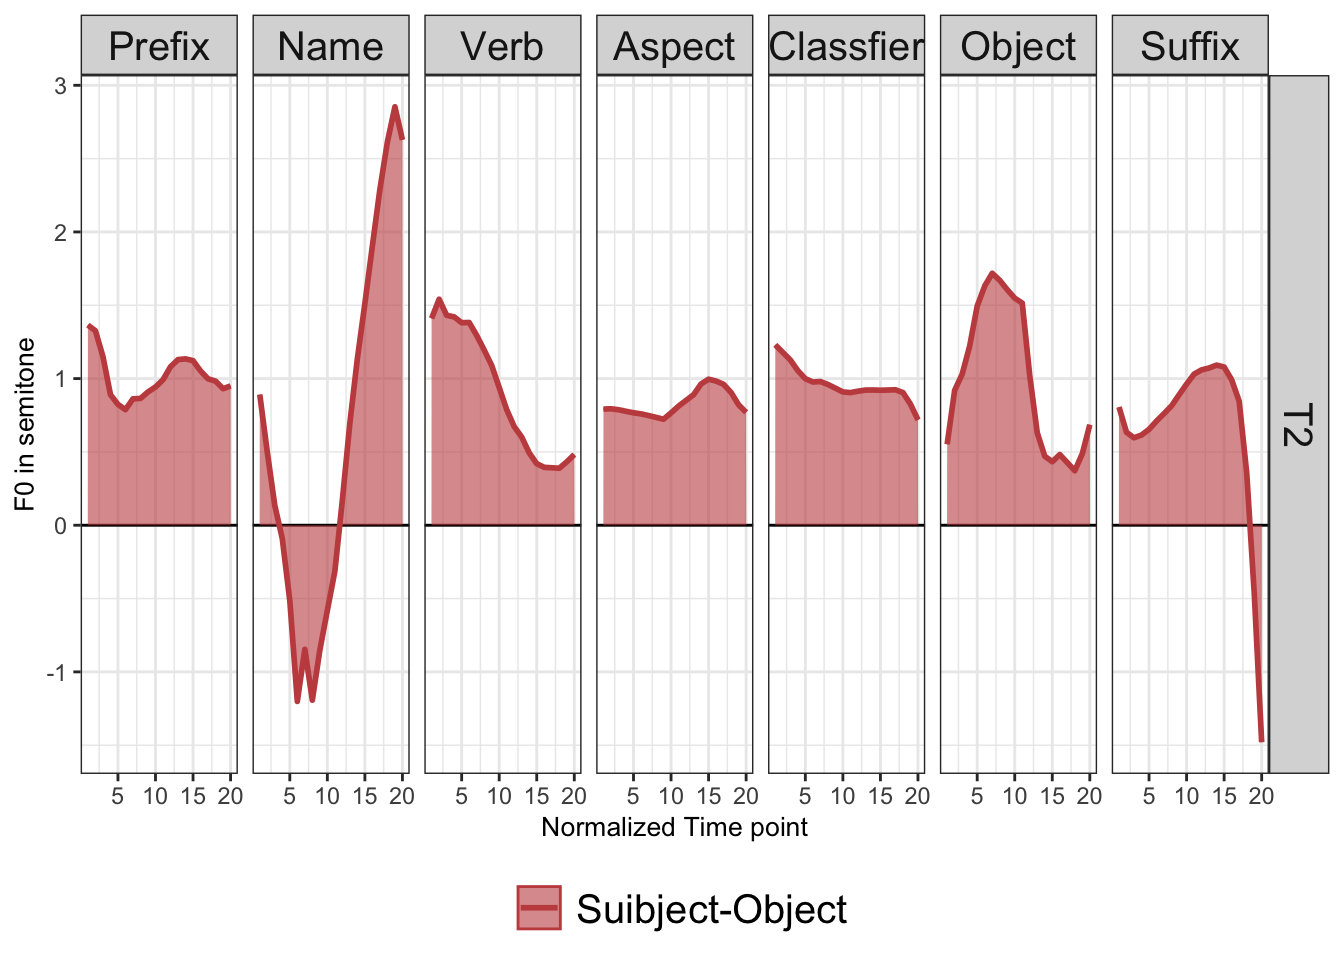 Prefix Name Verb Aspect Classfier Object Suffix
3
2
1
0
-1
F0 in semitone
T2
5 10 15 20 5 10 15 20 5 10 15 20 5 10 15 20 5 10 15 20 5 10 15 20 5 10 15 20
Normalized Time point
Suibject-Object